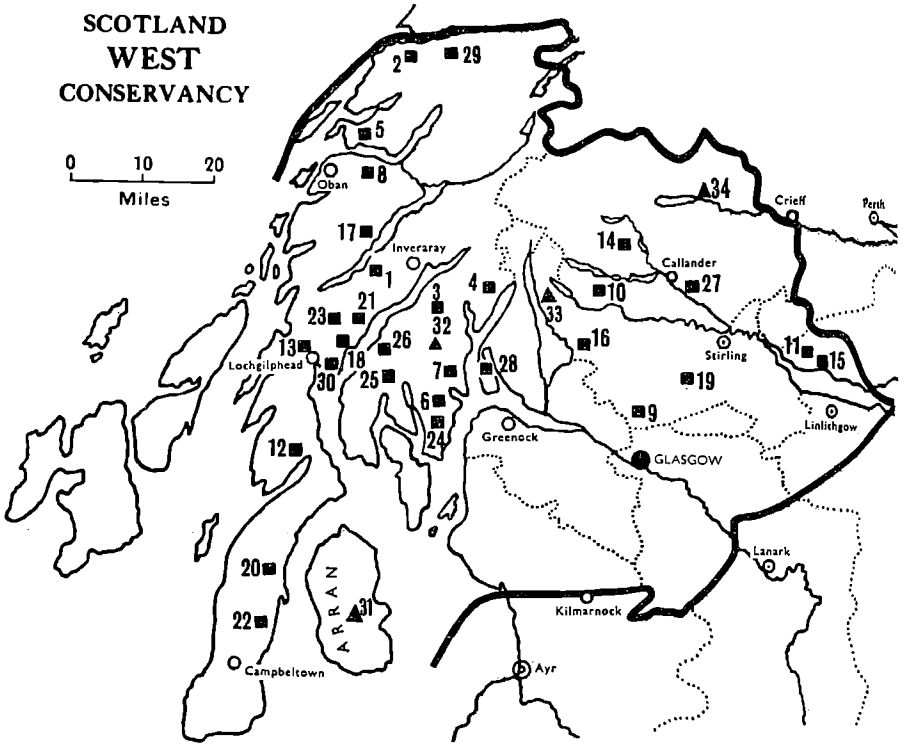 SCOTLAND
WEST
CONSERVANCY
0 10 20
Miles
2
29
5
8
Oban
34
Crieff
Perth
17
Inveraray
14
Callander
1
4
10
27
3
33
23
21
32
13
18
26
16
Stirling
11
15
Lochgilphead
30
25
7
28
19
6
9
Linlithgow
24
Greenock
12
GLASGOW
Lanark
20
ARRAN
31
Kilmarnock
22
Campbeltown
Ayr